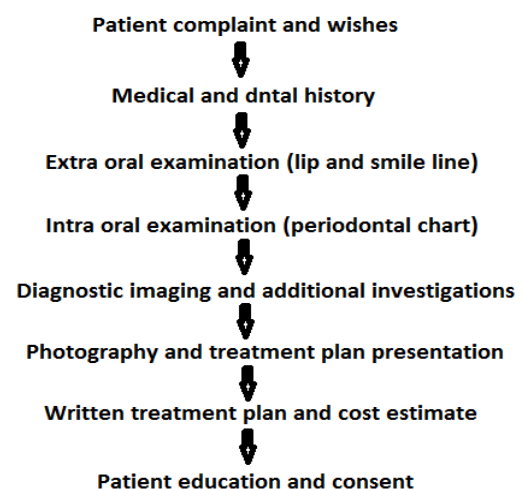 Patient complaint and wishes
Medical and dntal history
Extra oral examination (lip and smile line)
Intra oral examination (periodontal chart)
Diagnostic imaging and additional investigations
Photography and treatment plan presentation
Written treatment plan and cost estimate
Patient education and consent